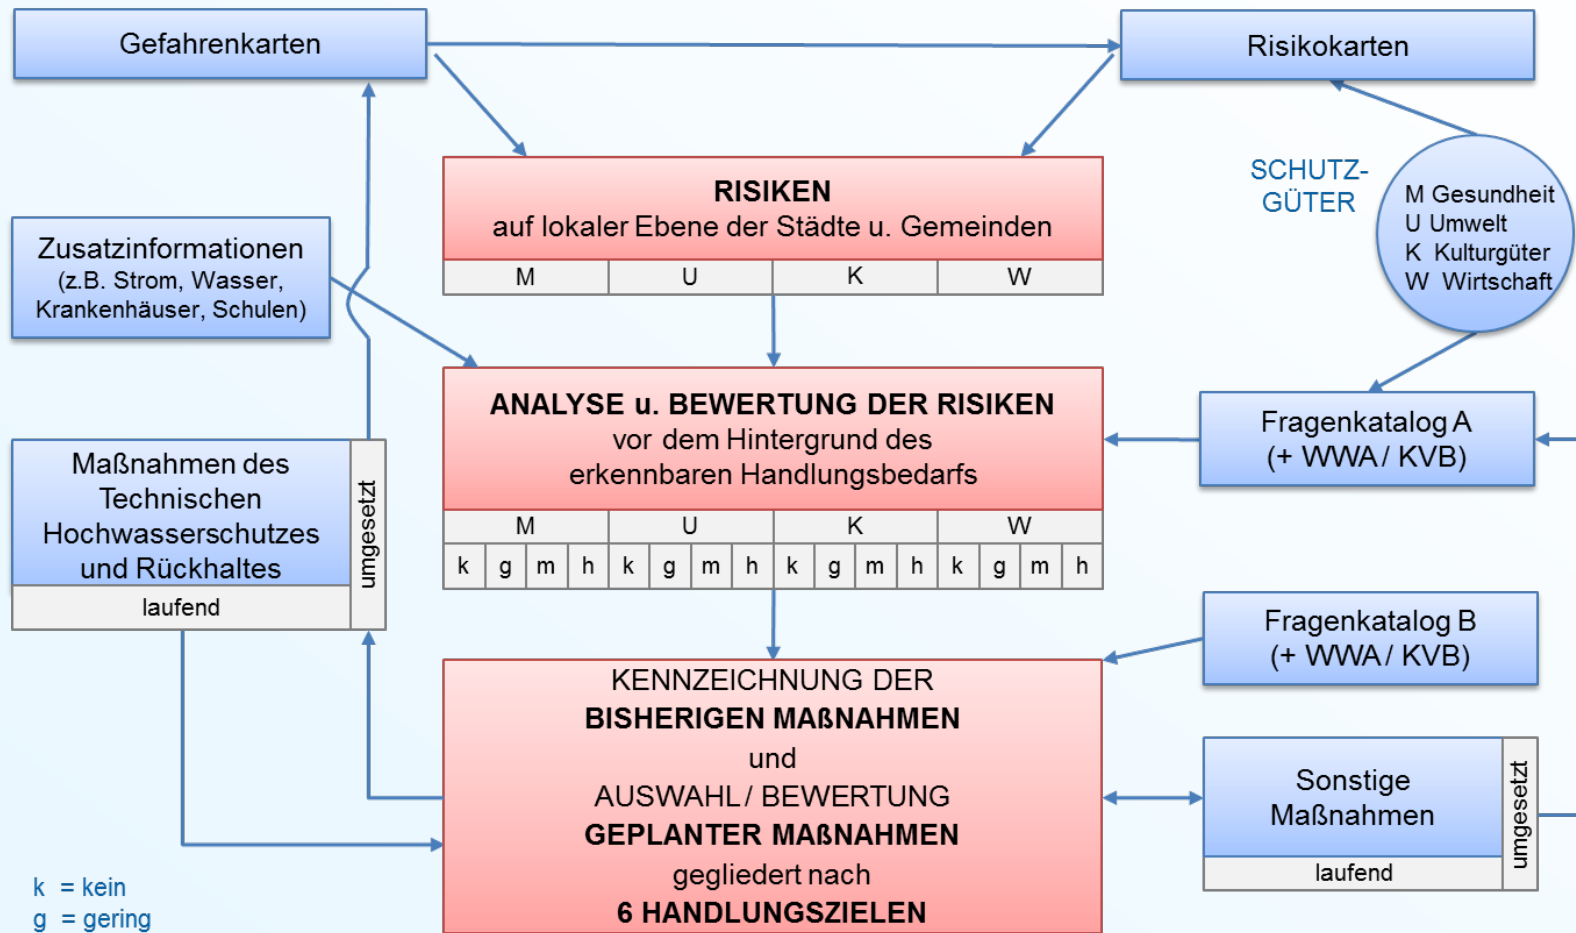 Gefahrenkarten
Risikokarten
RISIKEN
auf lokaler Ebene der Städte u. Gemeinden
M U K W
SCHUTZ-
GÜTER
M Gesundheit
U Umwelt
K Kulturgüter
W Wirtschaft
Zusatzinformationen
(z.B. Strom, Wasser,
Krankenhäuser, Schulen)
ANALYSE u. BEWERTUNG DER RISIKEN
vor dem Hintergrund des
erkennbaren Handlungsbedarfs
M U K W
k g m h k g m h k g m h k g m h
Fragenkatalog A
(+ WWA / KVB)
Maßnahmen des
Technischen
Hochwasserschutzes
und Rückhaltes
laufend
umgesetzt
Fragenkatalog B
(+ WWA / KVB)
KENNZEICHNUNG DER
BISHERIGEN MAßNAHMEN
und
AUSWAHL / BEWERTUNG
GEPLANTER MAßNAHMEN
gegliedert nach
6 HANDLUNGSZIELEN
Sonstige
Maßnahmen
laufend
umgesetzt
k = kein
g = gering